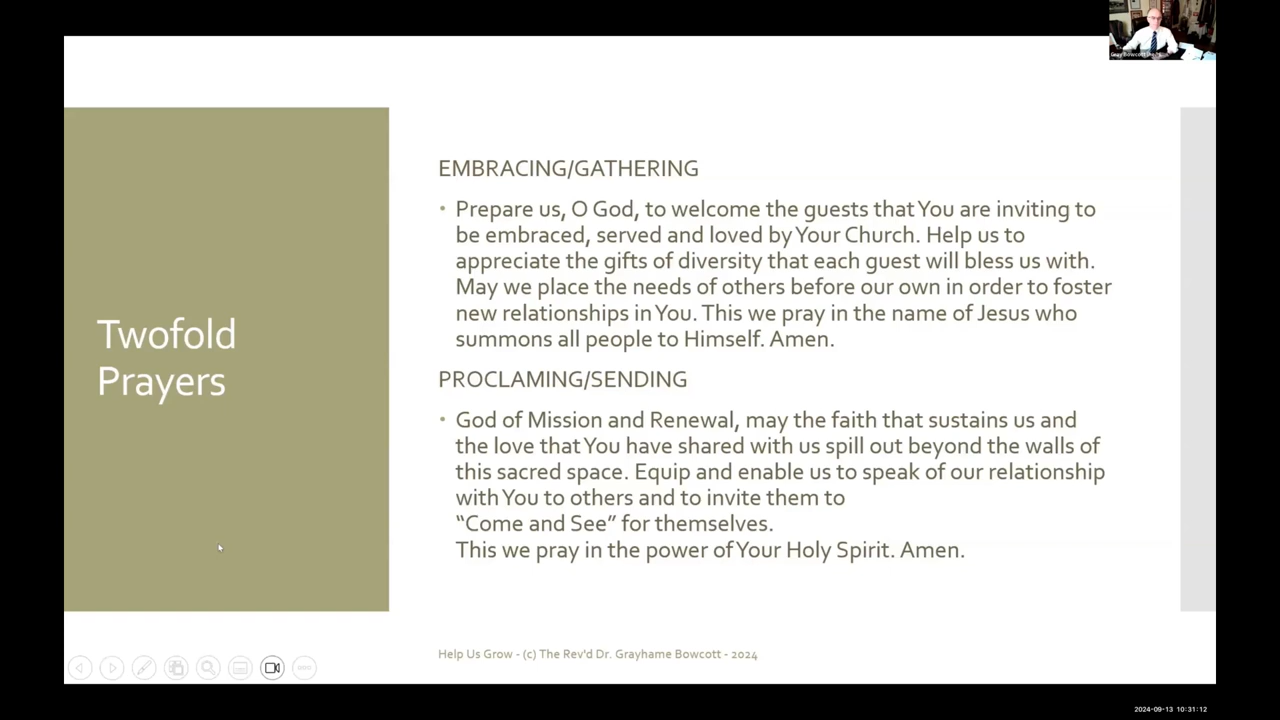 Twofold
Prayers
EMBRACING/GATHERING
• Prepare us, O God, to welcome the guests that You are inviting to
be embraced, served and loved by Your Church. Help us to
appreciate the gifts of diversity that each guest will bless us with.
May we place the needs of others before our own in order to foster
new relationships in You. This we pray in the name of Jesus who
summons all people to Himself. Amen.
PROCLAMING/SENDING
• God of Mission and Renewal, may the faith that sustains us and
the love that You have shared with us spill out beyond the walls of
this sacred space. Equip and enable us to speak of our relationship
with You to others and to invite them to
“Come and See” for themselves.
This we pray in the power of Your Holy Spirit. Amen.
Help Us Grow - (c) The Rev'd Dr. Grayhame Bowcott - 2024
2024-09-13 10:31:12